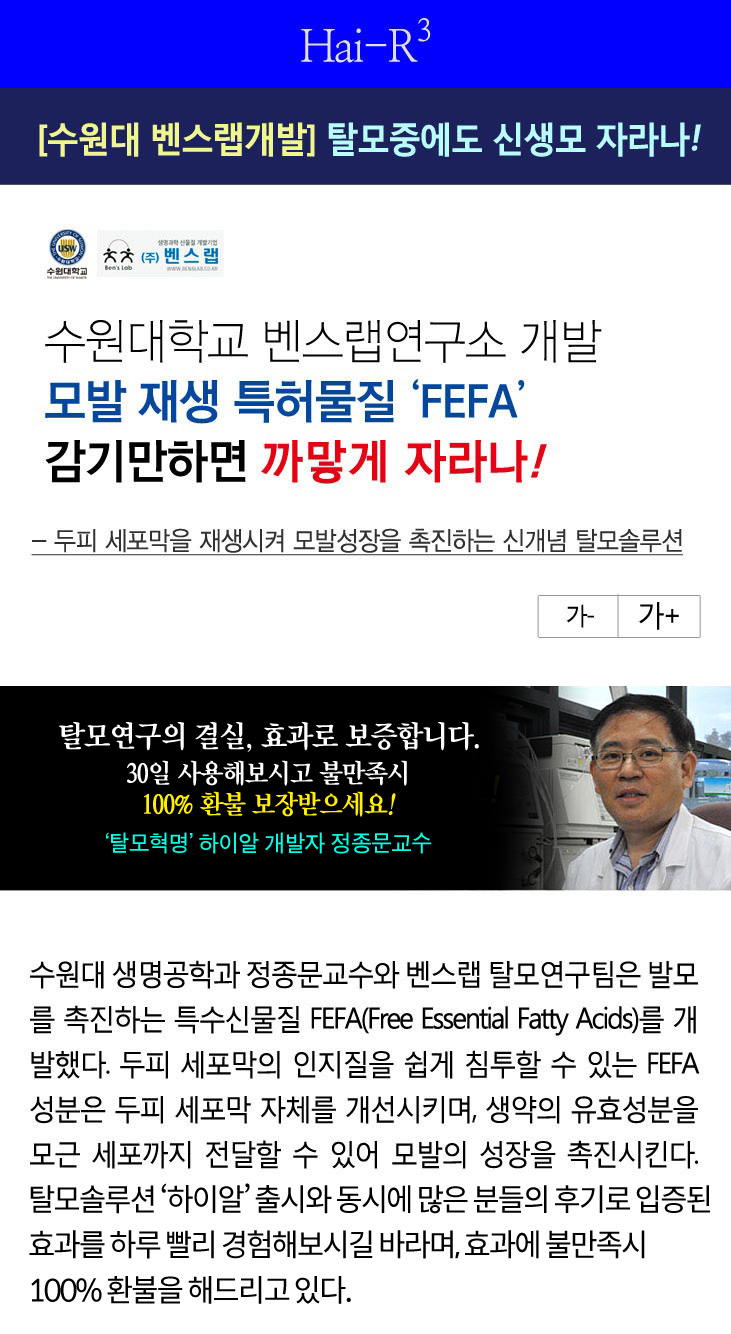 Hai-R³
[수원대 벤스랩개발] 탈모중에도 신생모 자라나!
USW
수원대학교
THE UNIVERSITY OF SUWON
생명과학 신물질 개발기업
(주) 벤스랩
Ben's Lab
WWW.BENSLAB.CO.KR
수원대학교 벤스랩연구소 개발
모발 재생 특허물질 ‘FEFA’
감기만하면 까맣게 자라나!
– 두피 세포막을 재생시켜 모발성장을 촉진하는 신개념 탈모솔루션
가- 가+
탈모연구의 결실, 효과로 보증합니다.
30일 사용해보시고 불만족시
100% 환불 보장받으세요!
‘탈모혁명’ 하이알 개발자 정종문교수
수원대 생명공학과 정종문교수와 벤스랩 탈모연구팀은 발모
를 촉진하는 특수신물질 FEFA(Free Essential Fatty Acids)를 개
발했다. 두피 세포막의 인지질을 쉽게 침투할 수 있는 FEFA
성분은 두피 세포막 자체를 개선시키며, 생약의 유효성분을
모근 세포까지 전달할 수 있어 모발의 성장을 촉진시킨다.
탈모솔루션 ‘하이알’ 출시와 동시에 많은 분들의 후기로 입증된
효과를 하루 빨리 경험해보시길 바라며, 효과에 불만족시
100% 환불을 해드리고 있다.